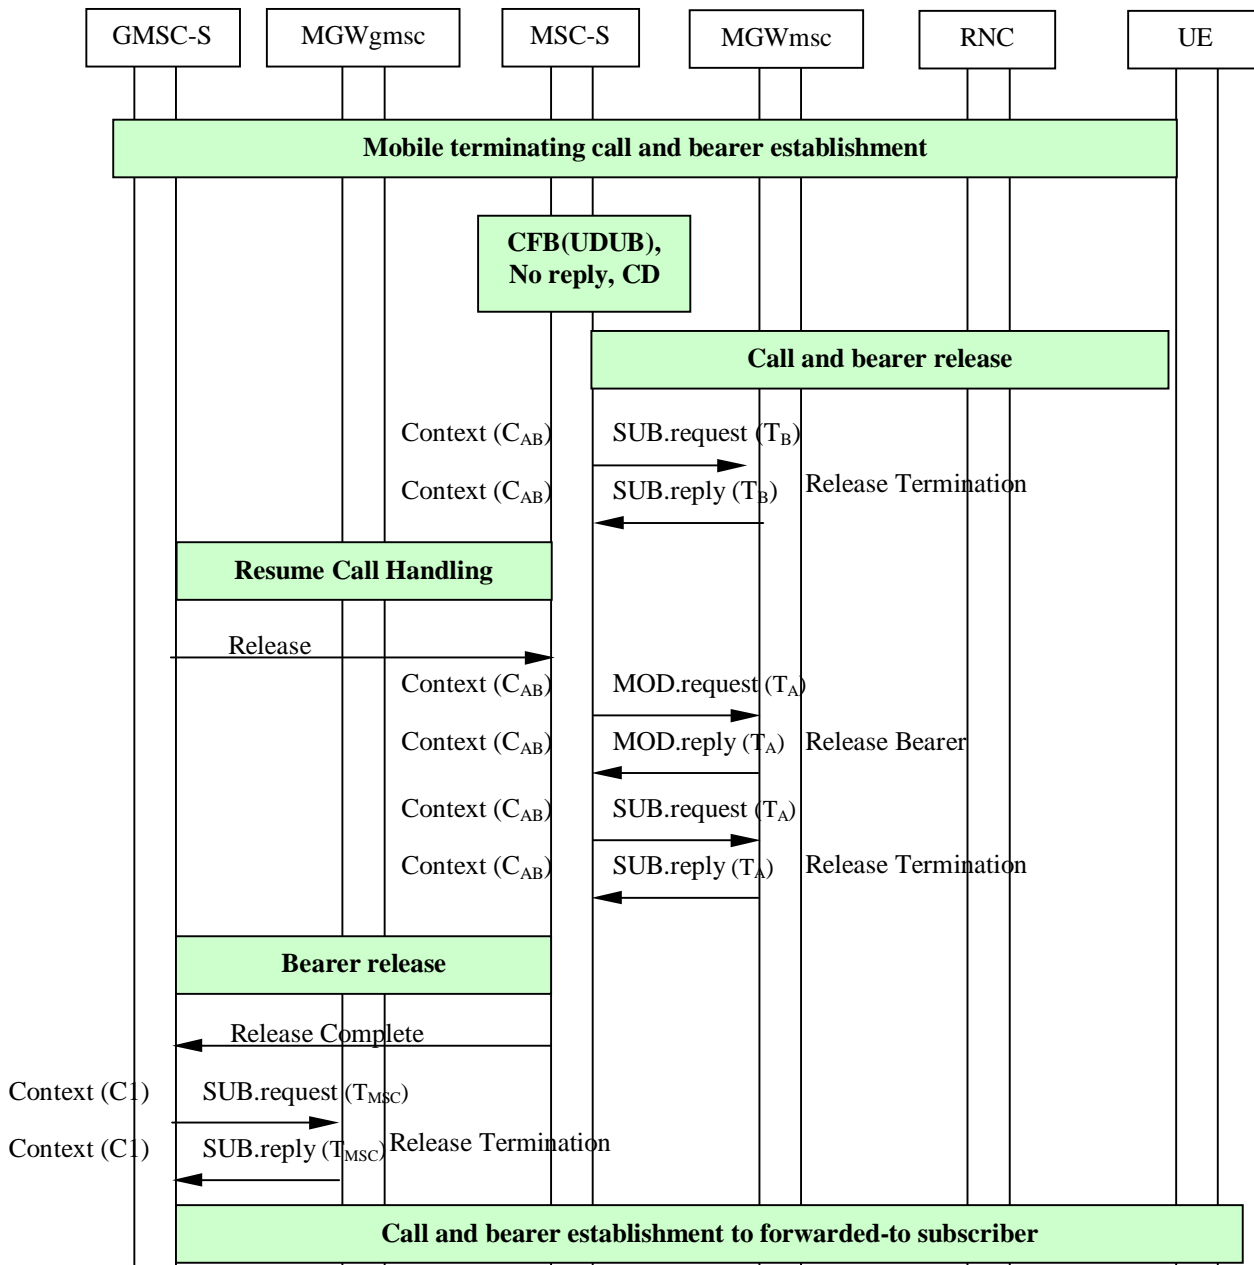 GMSC-S MGWgmsc MSC-S MGWmsc RNC UE
Mobile terminating call and bearer establishment
CFB(UDUB),
No reply, CD
Call and bearer release
Context (CAB) SUB.request (TB)
Context (CAB) SUB.reply (TB) Release Termination
Resume Call Handling
Release
Context (CAB) MOD.request (TA)
Context (CAB) MOD.reply (TA) Release Bearer
Context (CAB) SUB.request (TA)
Context (CAB) SUB.reply (TA) Release Termination
Bearer release
Release Complete
Context (C1) SUB.request (TMSC)
Context (C1) SUB.reply (TMSC) Release Termination
Call and bearer establishment to forwarded-to subscriber